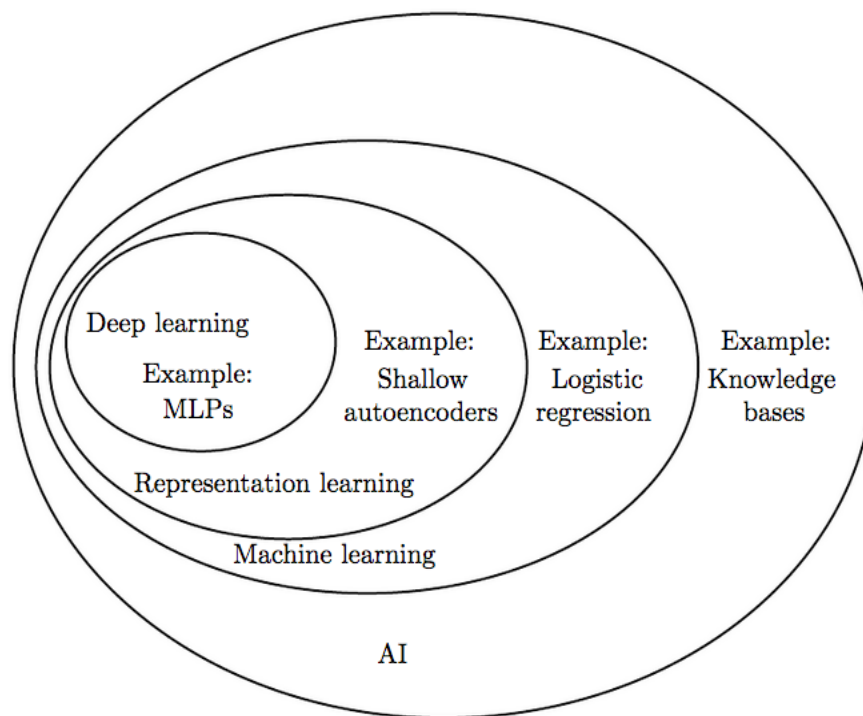 Deep learning
Example:
MLPs
Example:
Shallow
autoencoders
Example:
Logistic
regression
Example:
Knowledge
bases
Representation learning
Machine learning
AI